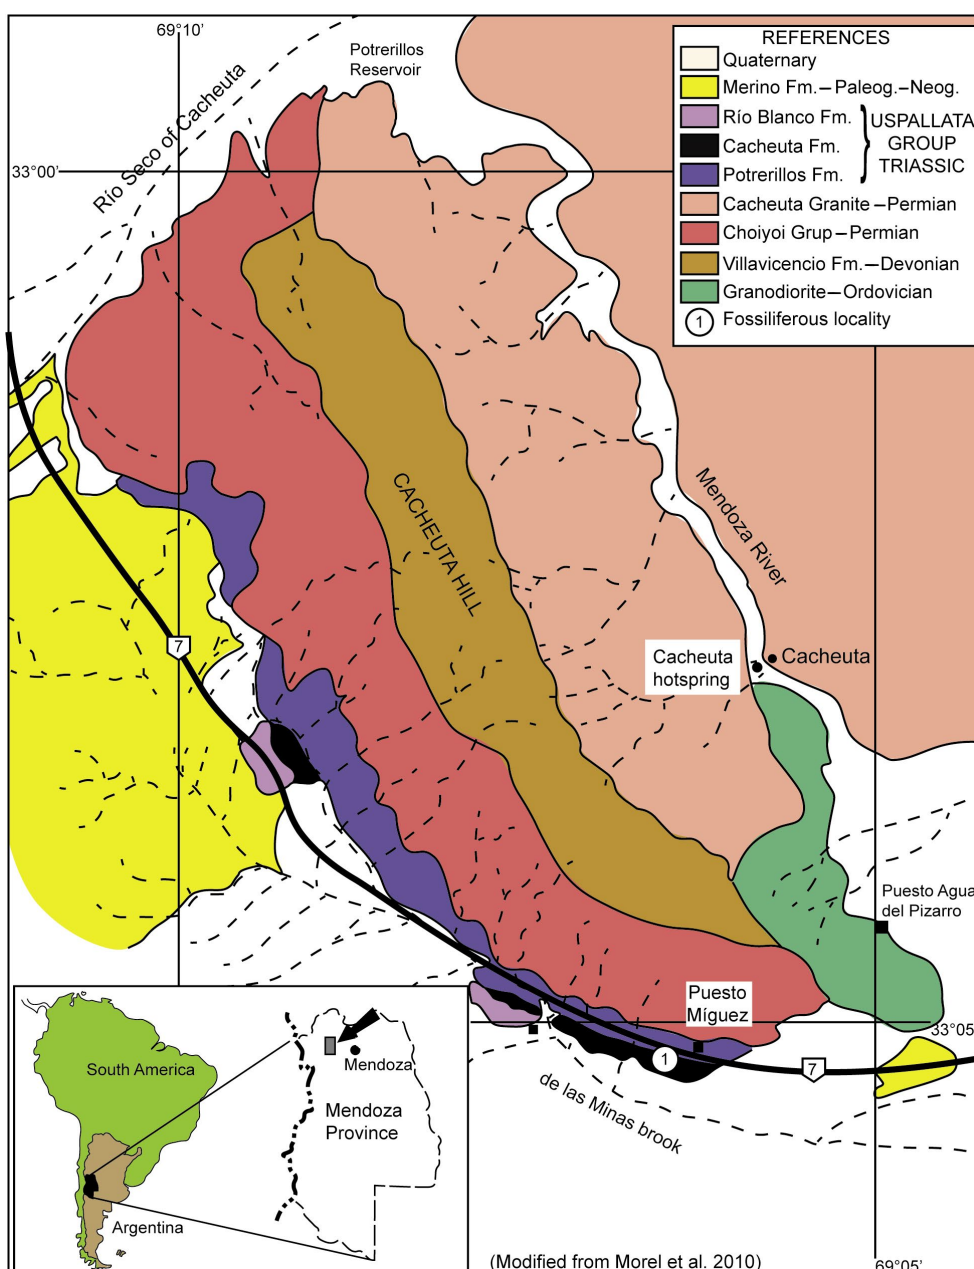 69°10'
Potrerillos
Reservoir
Río Seco of Cacheuta
33°00'
REFERENCES
Quaternary
Merino Fm.–Paleog.–Neog.
Río Blanco Fm.
Cacheuta Fm.
Potrerillos Fm.
USPALLATA
GROUP
TRIASSIC
Cacheuta Granite–Permian
Choiyoi Grup–Permian
Villavicencio Fm.–Devonian
Granodiorite–Ordovician
1 Fossiliferous locality
CACHEUTA HILL
Mendoza River
7
Cacheuta
hotspring
Cacheuta
Puesto Agua
del Pizarro
Puesto
Míguez
33°05'
1
7
de las Minas brook
South America
Argentina
Mendoza
Mendoza
Province
(Modified from Morel et al. 2010)
69°05'